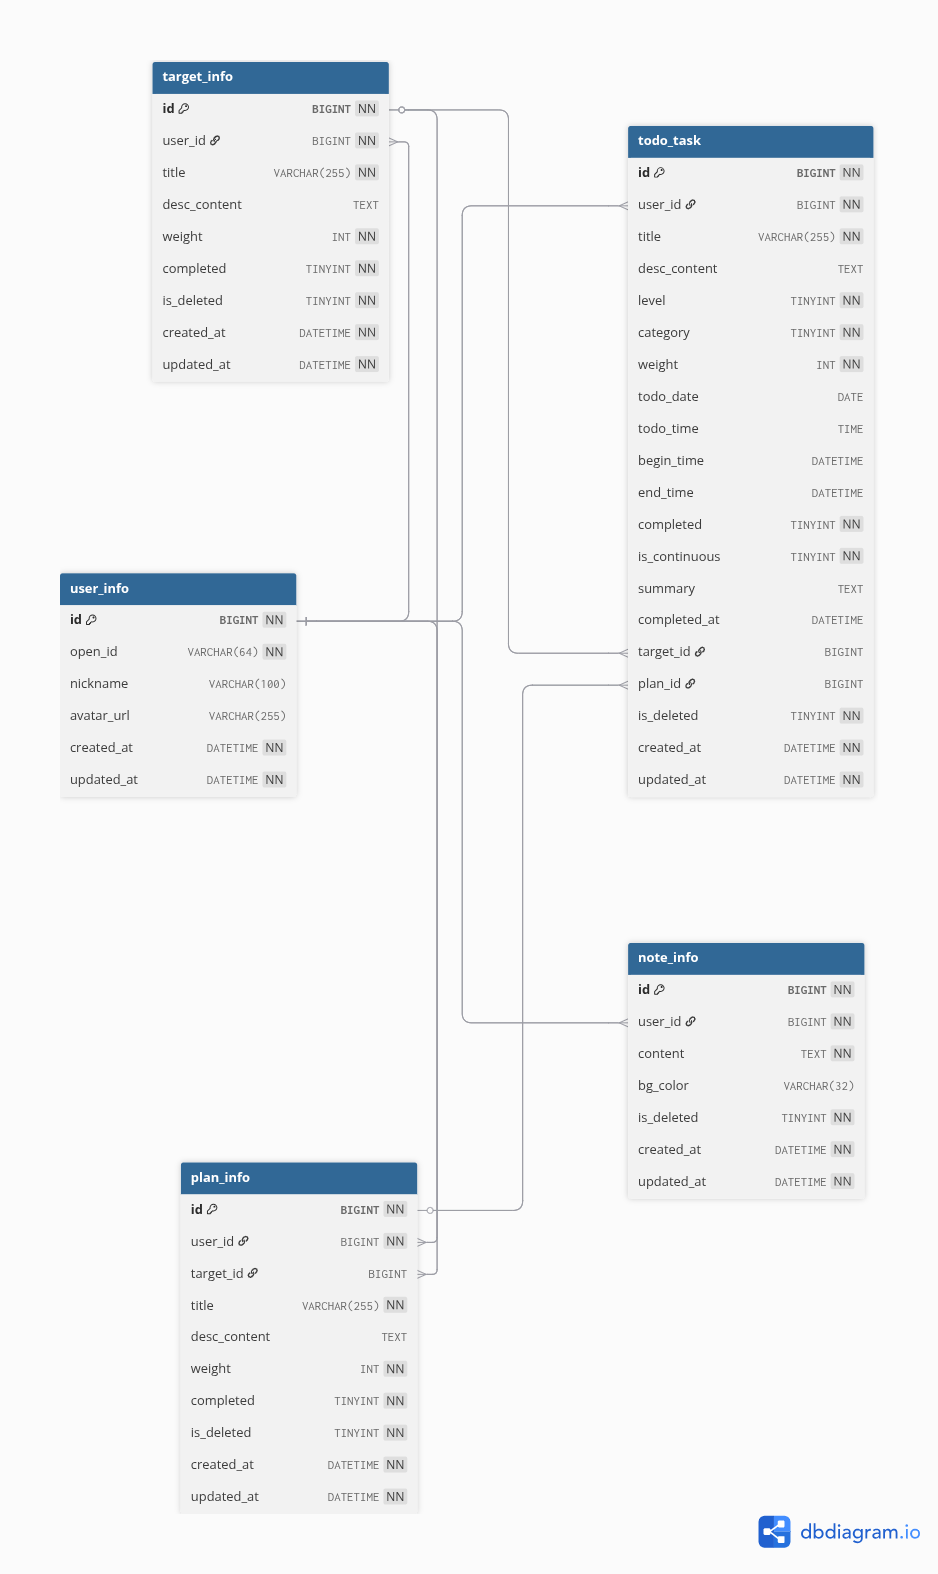 target_info
id BIGINT NN
user_id BIGINT NN
title VARCHAR(255) NN
desc_content TEXT
weight INT NN
completed TINYINT NN
is_deleted TINYINT NN
created_at DATETIME NN
updated_at DATETIME NN
todo_task
id BIGINT NN
user_id BIGINT NN
title VARCHAR(255) NN
desc_content TEXT
level TINYINT NN
category TINYINT NN
weight INT NN
todo_date DATE
todo_time TIME
begin_time DATETIME
end_time DATETIME
completed TINYINT NN
is_continuous TINYINT NN
summary TEXT
completed_at DATETIME
target_id BIGINT
plan_id BIGINT
is_deleted TINYINT NN
created_at DATETIME NN
updated_at DATETIME NN
user_info
id BIGINT NN
open_id VARCHAR(64) NN
nickname VARCHAR(100)
avatar_url VARCHAR(255)
created_at DATETIME NN
updated_at DATETIME NN
note_info
id BIGINT NN
user_id BIGINT NN
content TEXT NN
bg_color VARCHAR(32)
is_deleted TINYINT NN
created_at DATETIME NN
updated_at DATETIME NN
plan_info
id BIGINT NN
user_id BIGINT NN
target_id BIGINT
title VARCHAR(255) NN
desc_content TEXT
weight INT NN
completed TINYINT NN
is_deleted TINYINT NN
created_at DATETIME NN
updated_at DATETIME NN
dbdiagram.io